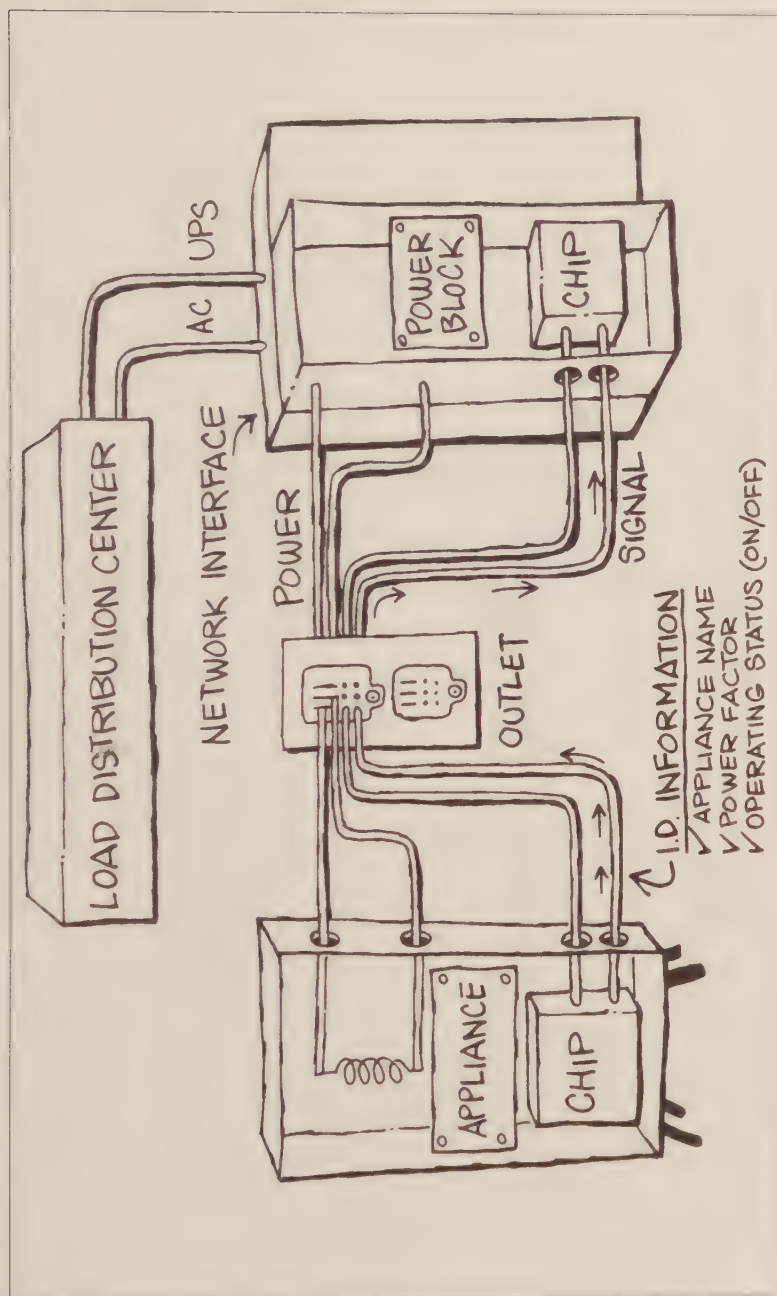 LOAD DISTRIBUTION CENTER
AC
UPS
NETWORK INTERFACE
POWER
POWER
BLOCK
CHIP
SIGNAL
OUTLET
APPLIANCE
CHIP
I.D. INFORMATION
✓ APPLIANCE NAME
✓ POWER FACTOR
✓ OPERATING STATUS (ON/OFF)